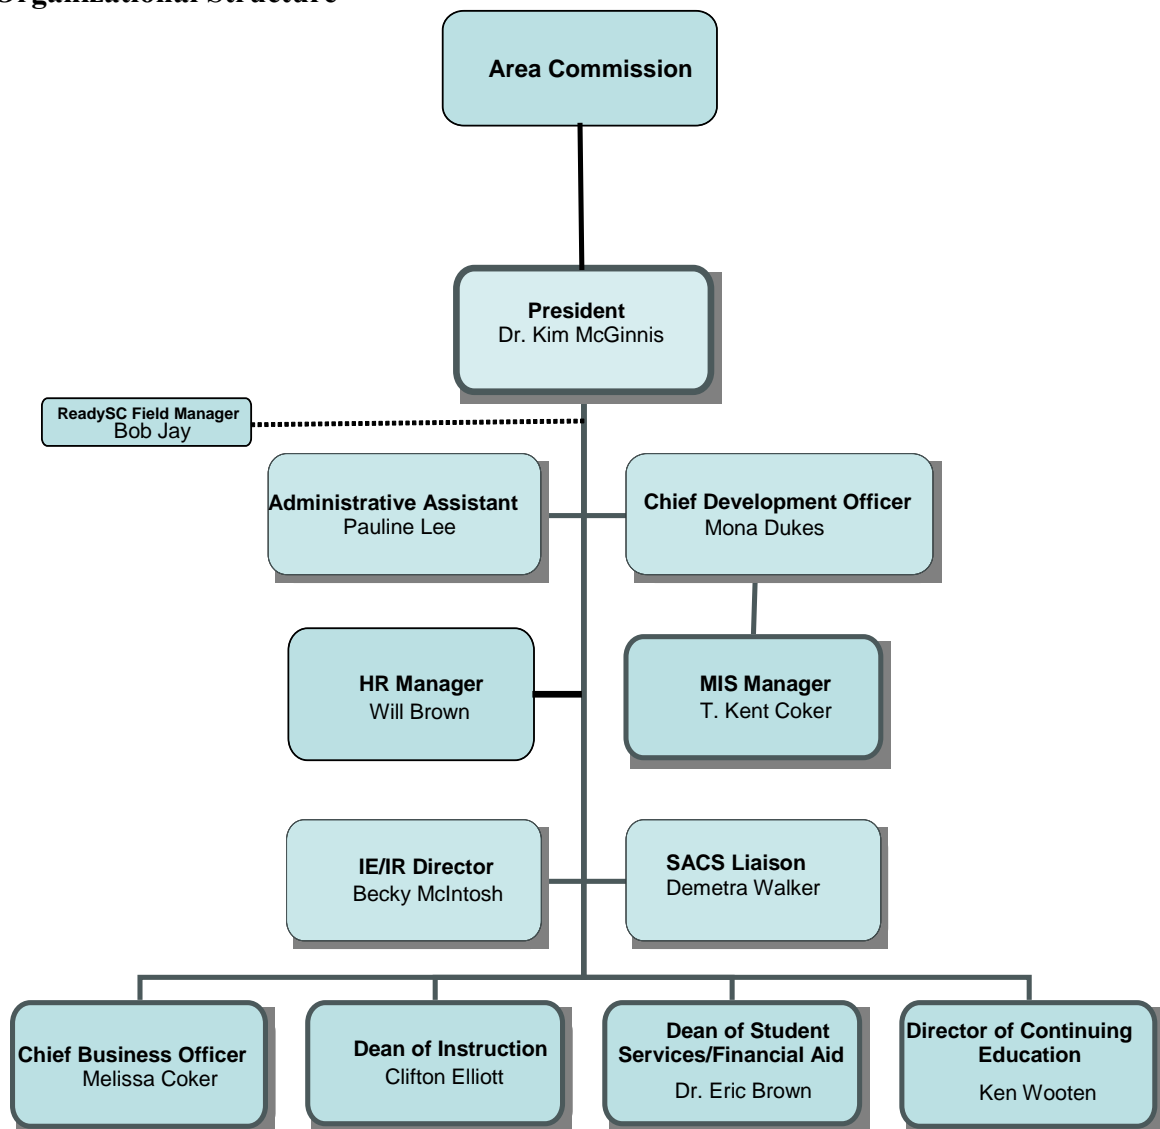 Organizational Structure
Area Commission
President
Dr. Kim McGinnis
ReadySC Field Manager
Bob Jay
Administrative Assistant
Pauline Lee
Chief Development Officer
Mona Dukes
HR Manager
Will Brown
MIS Manager
T. Kent Coker
IE/IR Director
Becky McIntosh
SACS Liaison
Demetra Walker
Chief Business Officer
Melissa Coker
Dean of Instruction
Clifton Elliott
Dean of Student
Services/Financial Aid
Dr. Eric Brown
Director of Continuing
Education
Ken Wooten